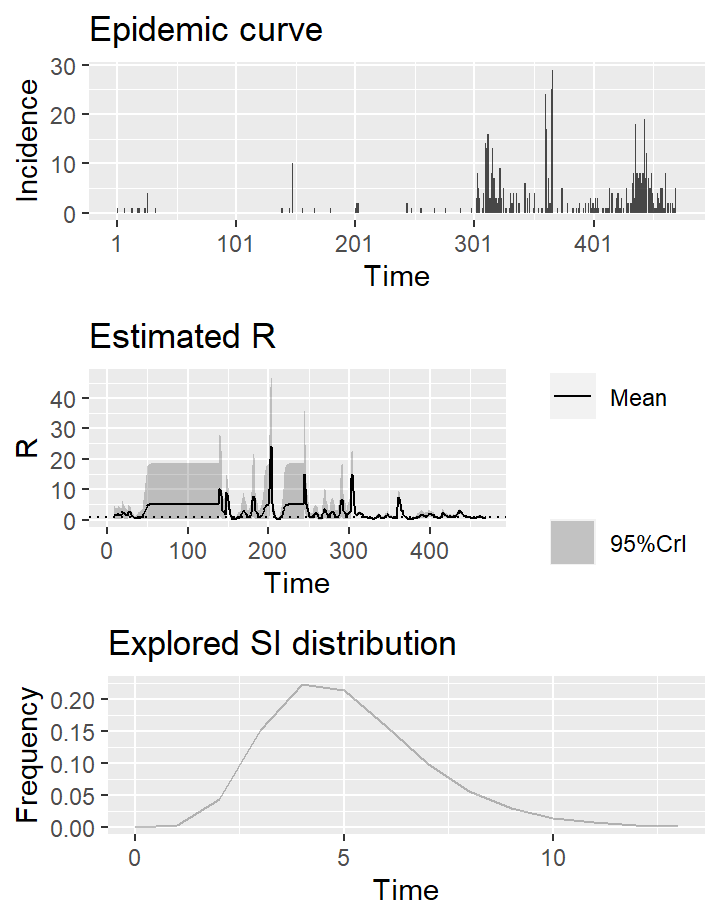 Epidemic curve
30
20
10
0
Incidence
1 101 201 301 401
Time
Estimated R
40
30
20
10
0
R
0 100 200 300 400
Time
Mean
95%CrI
Explored SI distribution
0.20
0.15
0.10
0.05
0.00
Frequency
0 5 10
Time